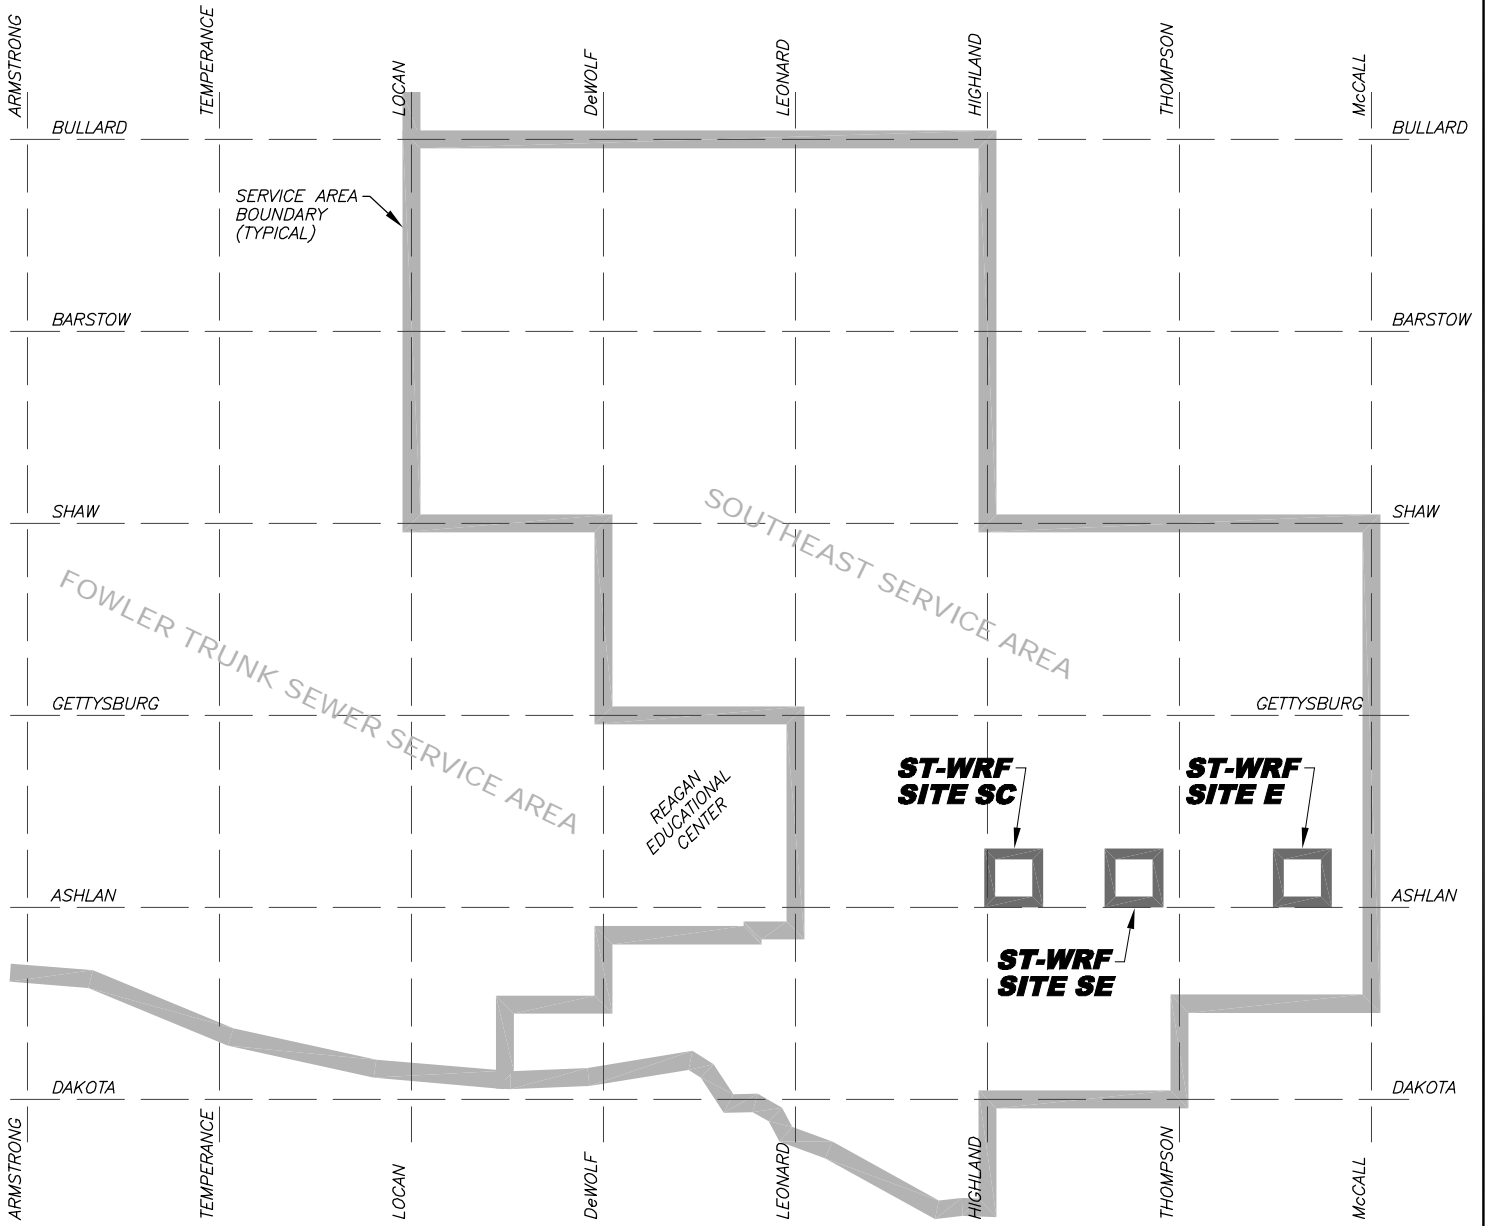 ARMSTRONG
TEMPERANCE
LOCAN
DeWOLF
LEONARD
HIGHLAND
THOMPSON
McCALL
BULLARD
BULLARD
SERVICE AREA
BOUNDARY
(TYPICAL)
BARSTOW
BARSTOW
SHAW
SHAW
SOUTHEAST SERVICE AREA
FOWLER TRUNK SEWER SERVICE AREA
GETTYSBURG
GETTYSBURG
REAGAN
EDUCATIONAL
CENTER
ST-WRF
SITE SC
ST-WRF
SITE E
ASHLAN
ASHLAN
ST-WRF
SITE SE
DAKOTA
DAKOTA
ARMSTRONG
TEMPERANCE
LOCAN
DeWOLF
LEONARD
HIGHLAND
THOMPSON
McCALL